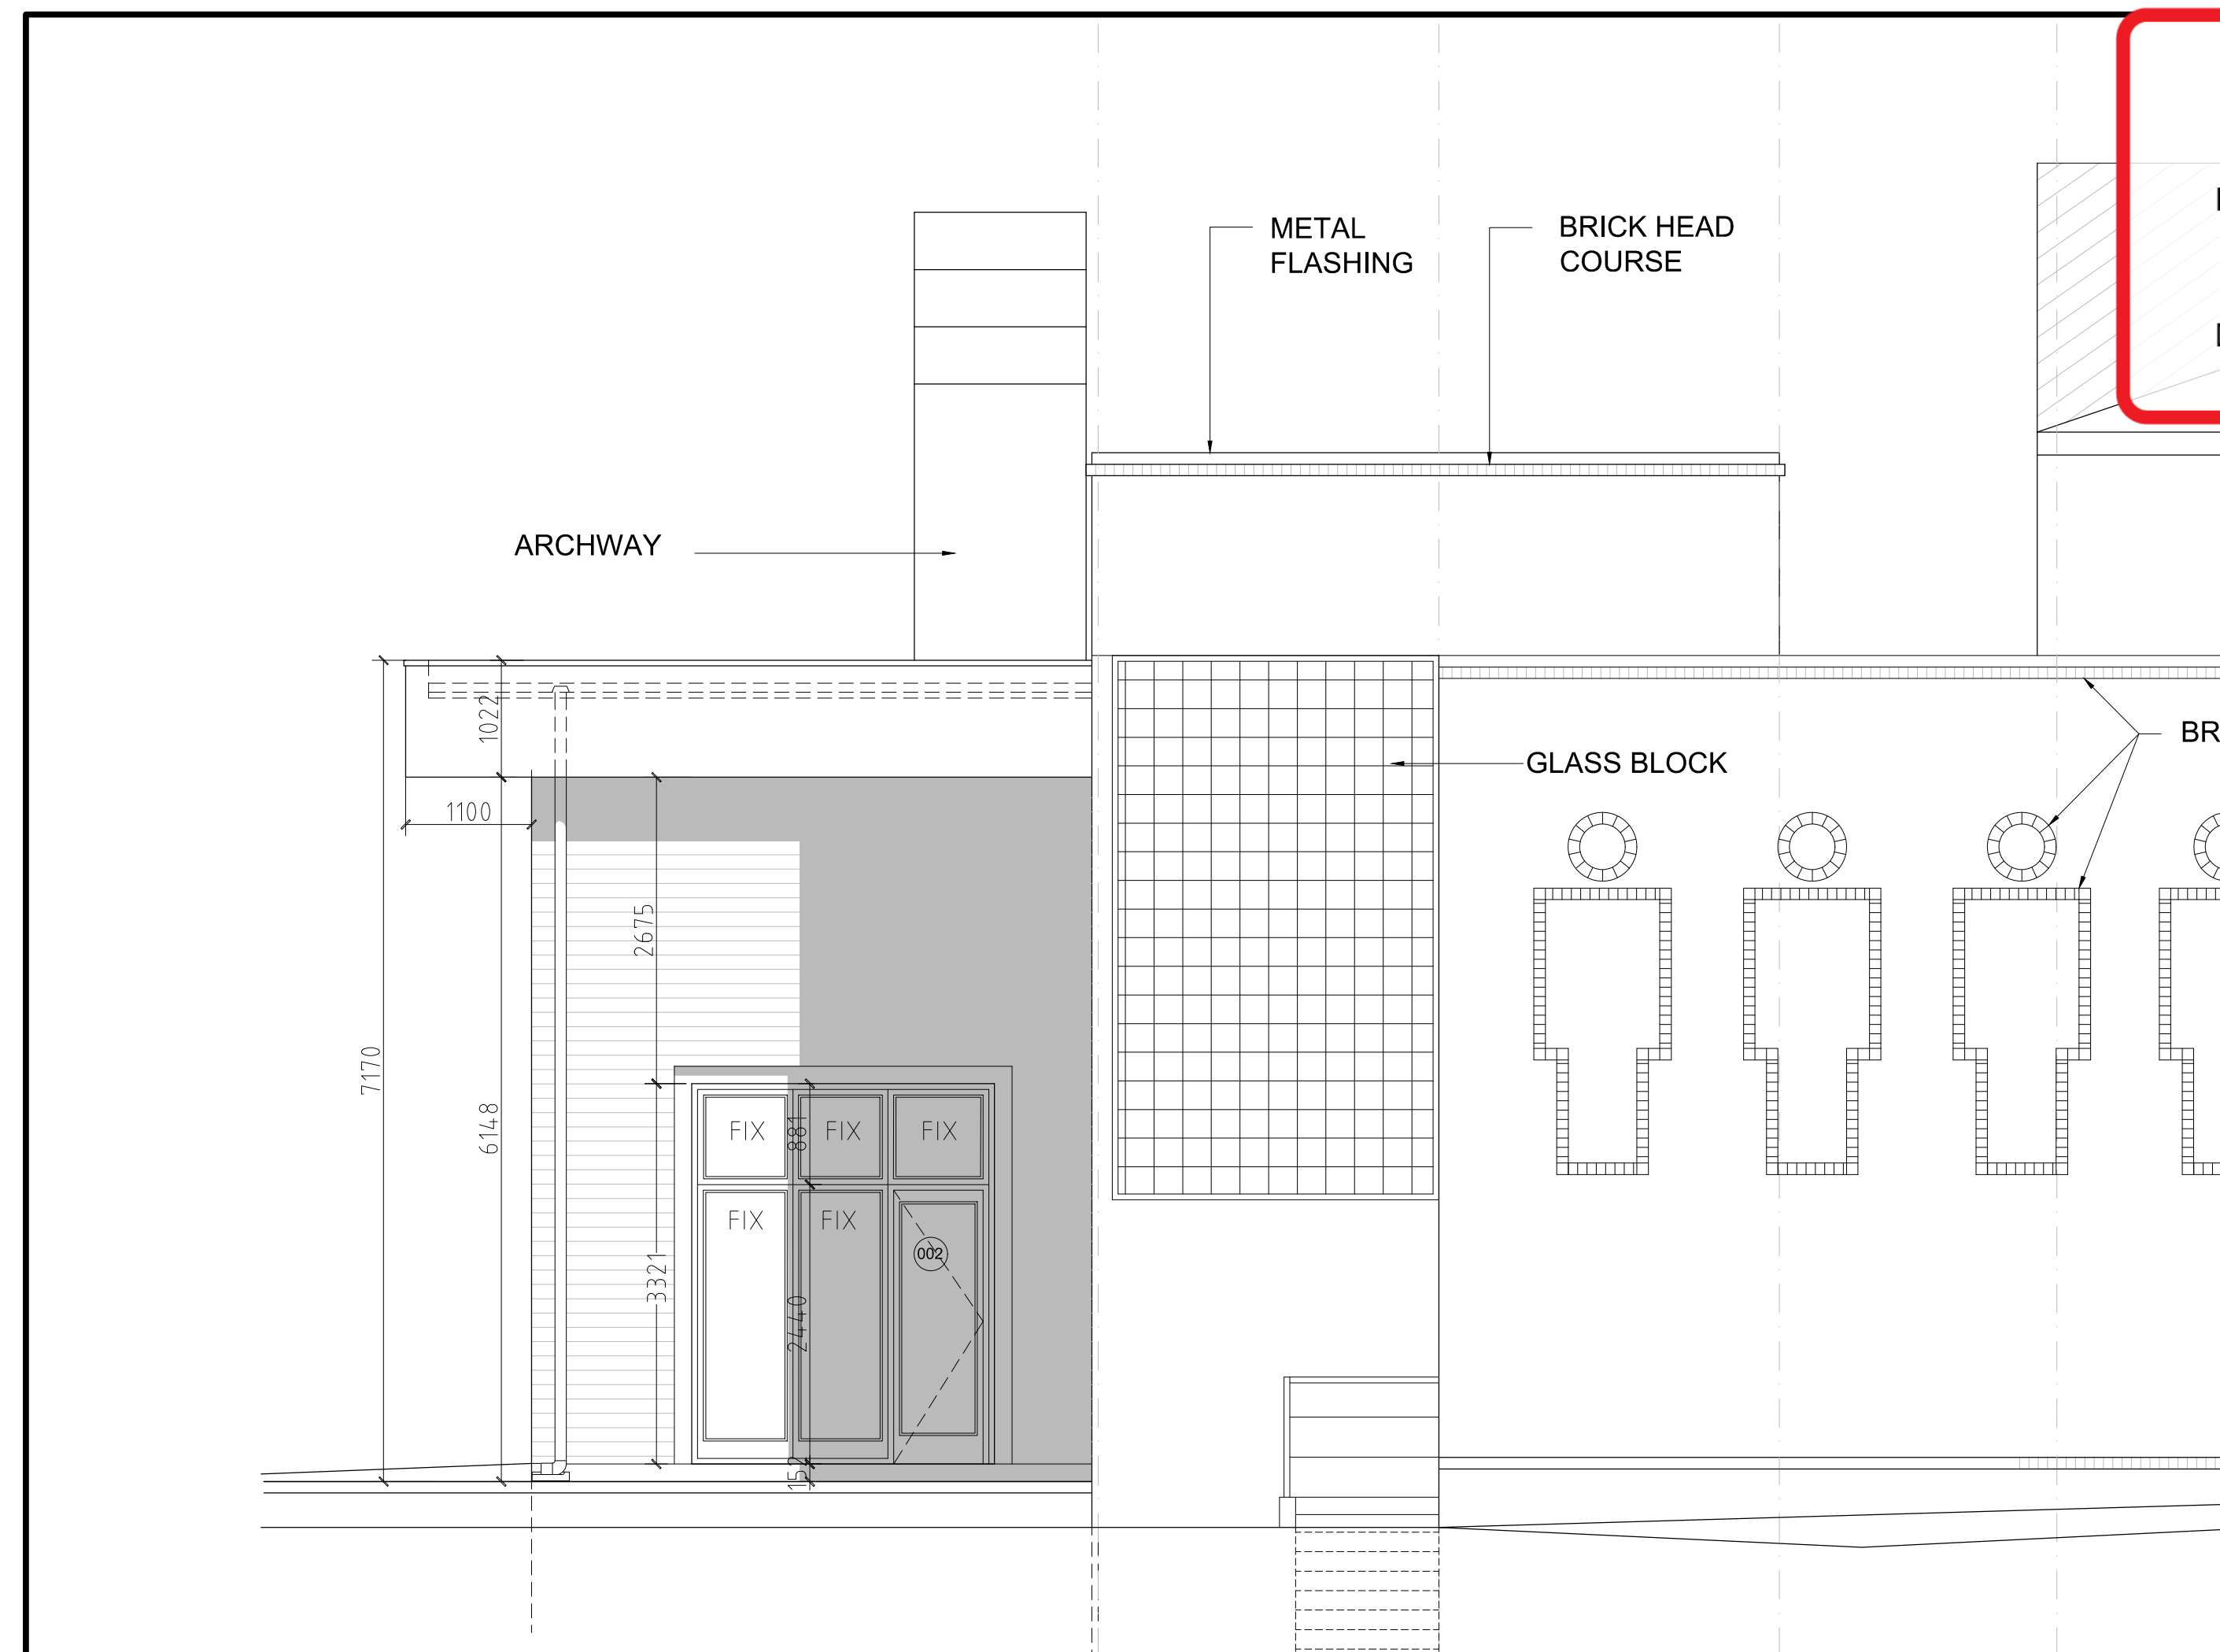 METAL
FLASHING
BRICK HEAD
COURSE
ARCHWAY
1022
BR
GLASS BLOCK
1100
2675
7170
6148
FIX FIX FIX
881
FIX FIX
002
3321
2440
152